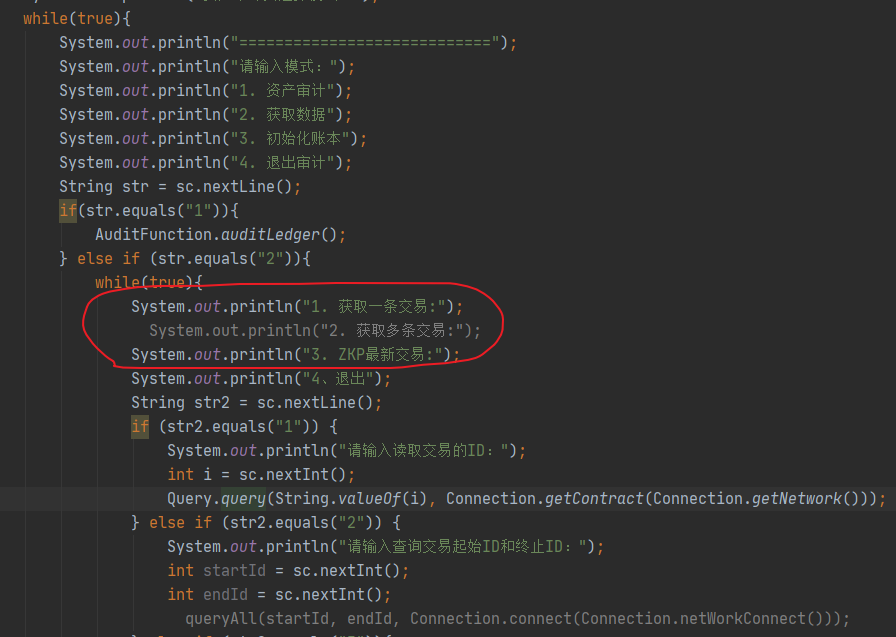 while(true){
System.out.println("============================");
System.out.println("请输入模式：");
System.out.println("1. 资产审计");
System.out.println("2. 获取数据");
System.out.println("3. 初始化账本");
System.out.println("4. 退出审计");
String str = sc.nextLine();
if(str.equals("1")){
AuditFunction.auditLedger();
} else if (str.equals("2")){
while(true){
System.out.println("1. 获取一条交易:");
System.out.println("2. 获取多条交易:");
System.out.println("3. ZKP最新交易:");
System.out.println("4、退出");
String str2 = sc.nextLine();
if (str2.equals("1")) {
System.out.println("请输入读取交易的ID：");
int i = sc.nextInt();
Query.query(String.valueOf(i), Connection.getContract(Connection.getNetwork()));
} else if (str2.equals("2")) {
System.out.println("请输入查询交易起始ID和终止ID：");
int startId = sc.nextInt();
int endId = sc.nextInt();
queryAll(startId, endId, Connection.connect(Connection.netWorkConnect()));